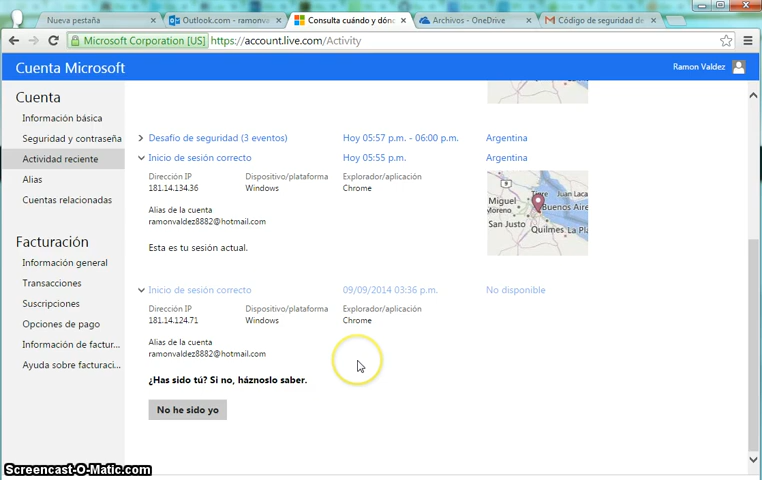 Nueva pestaña
Outlook.com - ramonva
Consulta cuándo y dónd
Archivos - OneDrive
Código de seguridad de
Microsoft Corporation [US]
https://account.live.com/Activity
Cuenta Microsoft
Ramon Valdez
Cuenta
Información básica
Seguridad y contraseña
Actividad reciente
Alias
Cuentas relacionadas
Facturación
Información general
Transacciones
Suscripciones
Opciones de pago
Información de factur...
Ayuda sobre facturaci...
Desafío de seguridad (3 eventos) Hoy 05:57 p.m. - 06:00 p.m. Argentina
Inicio de sesión correcto Hoy 05:55 p.m. Argentina
Dirección IP Dispositivo/plataforma Explorador/aplicación
181.14.134.36 Windows Chrome
Alias de la cuenta
ramonvaldez8882@hotmail.com
Esta es tu sesión actual.
9 Juan Laca
Miguel
Moreno Buenos Aires
San Justo
Quilmes La Pla
Inicio de sesión correcto 09/09/2014 03:36 p.m. No disponible
Dirección IP Dispositivo/plataforma Explorador/aplicación
181.14.124.71 Windows Chrome
Alias de la cuenta
ramonvaldez8882@hotmail.com
¿Has sido tú? Si no, háznoslo saber.
No he sido yo
Screencast-O-Matic.com